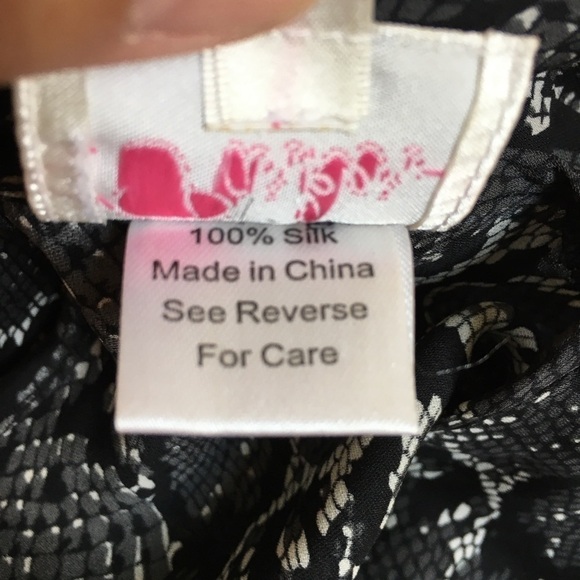 100% Silk
Made in China
See Reverse
For Care